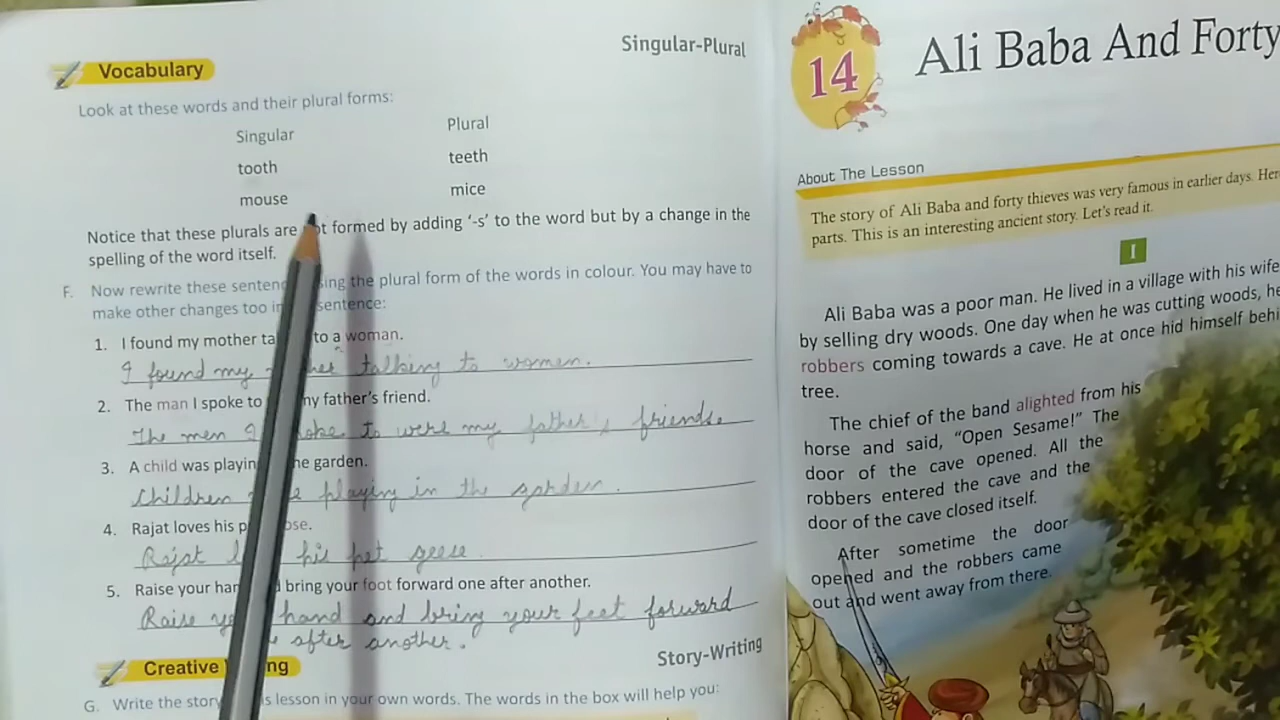 Singular-Plural
Vocabulary
Look at these words and their plural forms:
Singular Plural
tooth teeth
mouse mice
Notice that these plurals are formed by adding ‘-s’ to the word but by a change in the
spelling of the word itself.
F. Now rewrite these the plural form of the words in colour. You may have to
make other changes too sentence:
1. I found my mother to a woman.
I found my talking to women.
2. The man I spoke to my father's friend.
The men I to were my father's friends.
3. A child was garden.
Children playing in the garden.
4. Rajat loves his
Rajat his pet geese.
5. Raise your bring your foot forward one after another.
Raise hand and bring your feet forward
after another.
Creative
Story-Writing
G. Write the lesson in your own words. The words in the box will help you:
14
Ali Baba And Forty
About The Lesson
The story of Ali Baba and forty thieves was very famous in earlier days.
parts. This is an interesting ancient story. Let's read it.
I
Ali Baba was a poor man. He lived in a village with his wife
by selling dry woods. One day when he was cutting woods, he
robbers coming towards a cave. He at once hid himself
tree.
The chief of the band alighted from his
horse and said, “Open Sesame!” The
door of the cave opened. All the
robbers entered the cave and the
door of the cave closed itself.
After sometime the door
opened and the robbers came
out and went away from there.